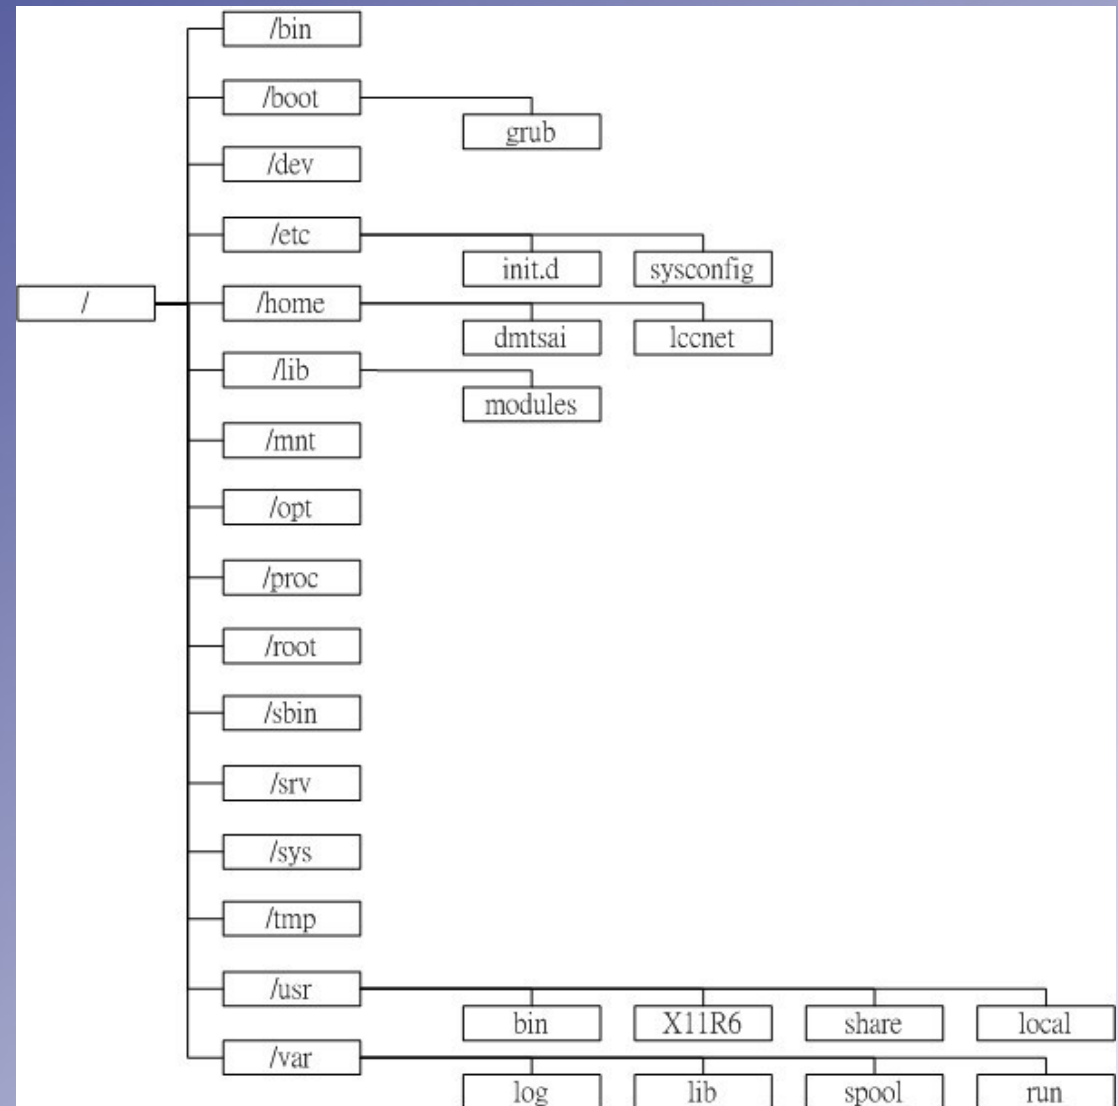 /bin
/boot
grub
/dev
/etc
init.d sysconfig
/
/home
dmtsai lccnet
/lib
modules
/mnt
/opt
/proc
/root
/sbin
/srv
/sys
/tmp
/usr
bin X11R6 share local
/var
log lib spool run